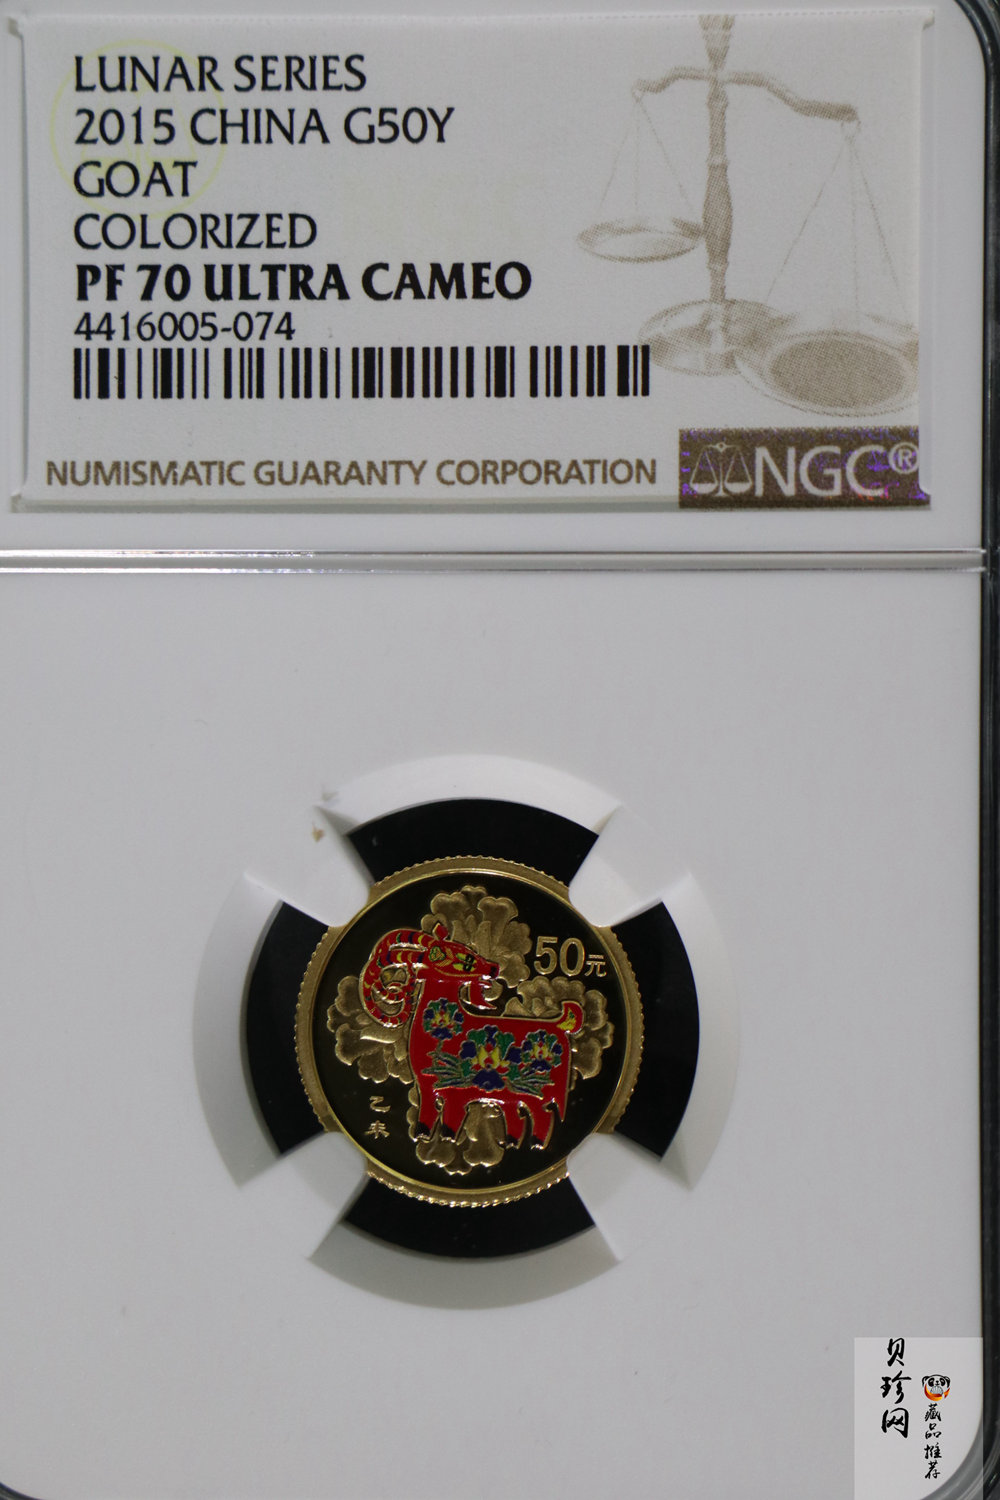 LUNAR SERIES
2015 CHINA G50Y
GOAT
COLORIZED
PF 70 ULTRA CAMEO
4416005-074
NUMISMATIC GUARANTY CORPORATION
NGC®
50元
乙
未
贝珍网
藏品推荐